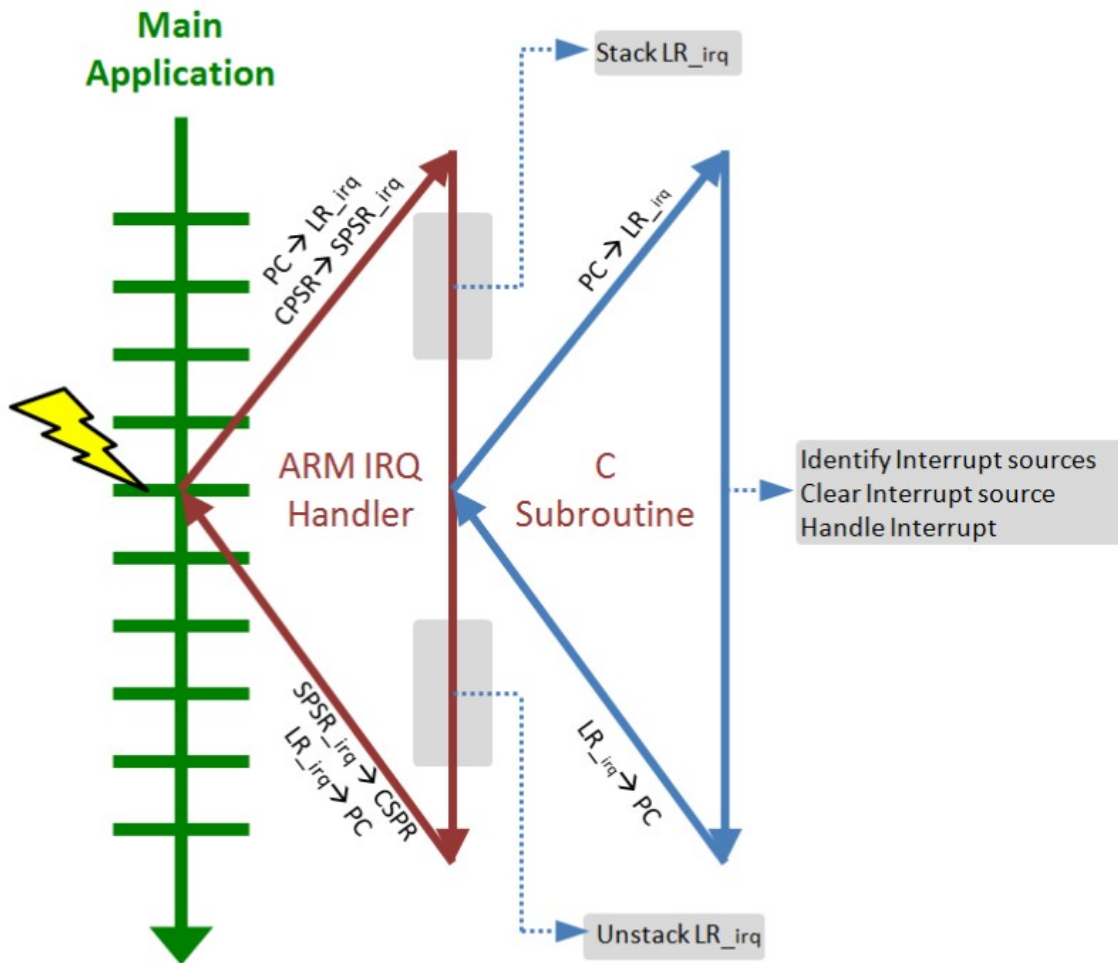 Main
Application
Stack LR_irq
PC → LR_irq
CPSR → SPSR_irq
PC → LR_irq
ARM IRQ
Handler
C
Subroutine
Identify Interrupt sources
Clear Interrupt source
Handle Interrupt
SPSR_irq → CSPR
LR_irq → PC
LR_irq → PC
Unstack LR_irq